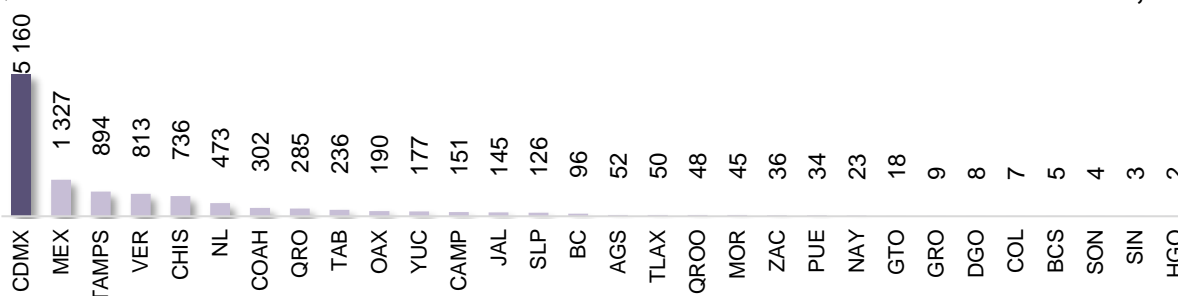 5 160 1 327 894 813 736 473 302 285 236 190 177 151 145 126 96 52 50 48 45 36 34 23 18 9 8 7 5 4 3 2
CDMX MEX TAMPS VER CHIS NL COAH QRO TAB OAX YUC CAMP JAL SLP BC AGS TLAX QROO MOR ZAC PUE NAY GTO GRO DGO COL BCS SON SIN HGO